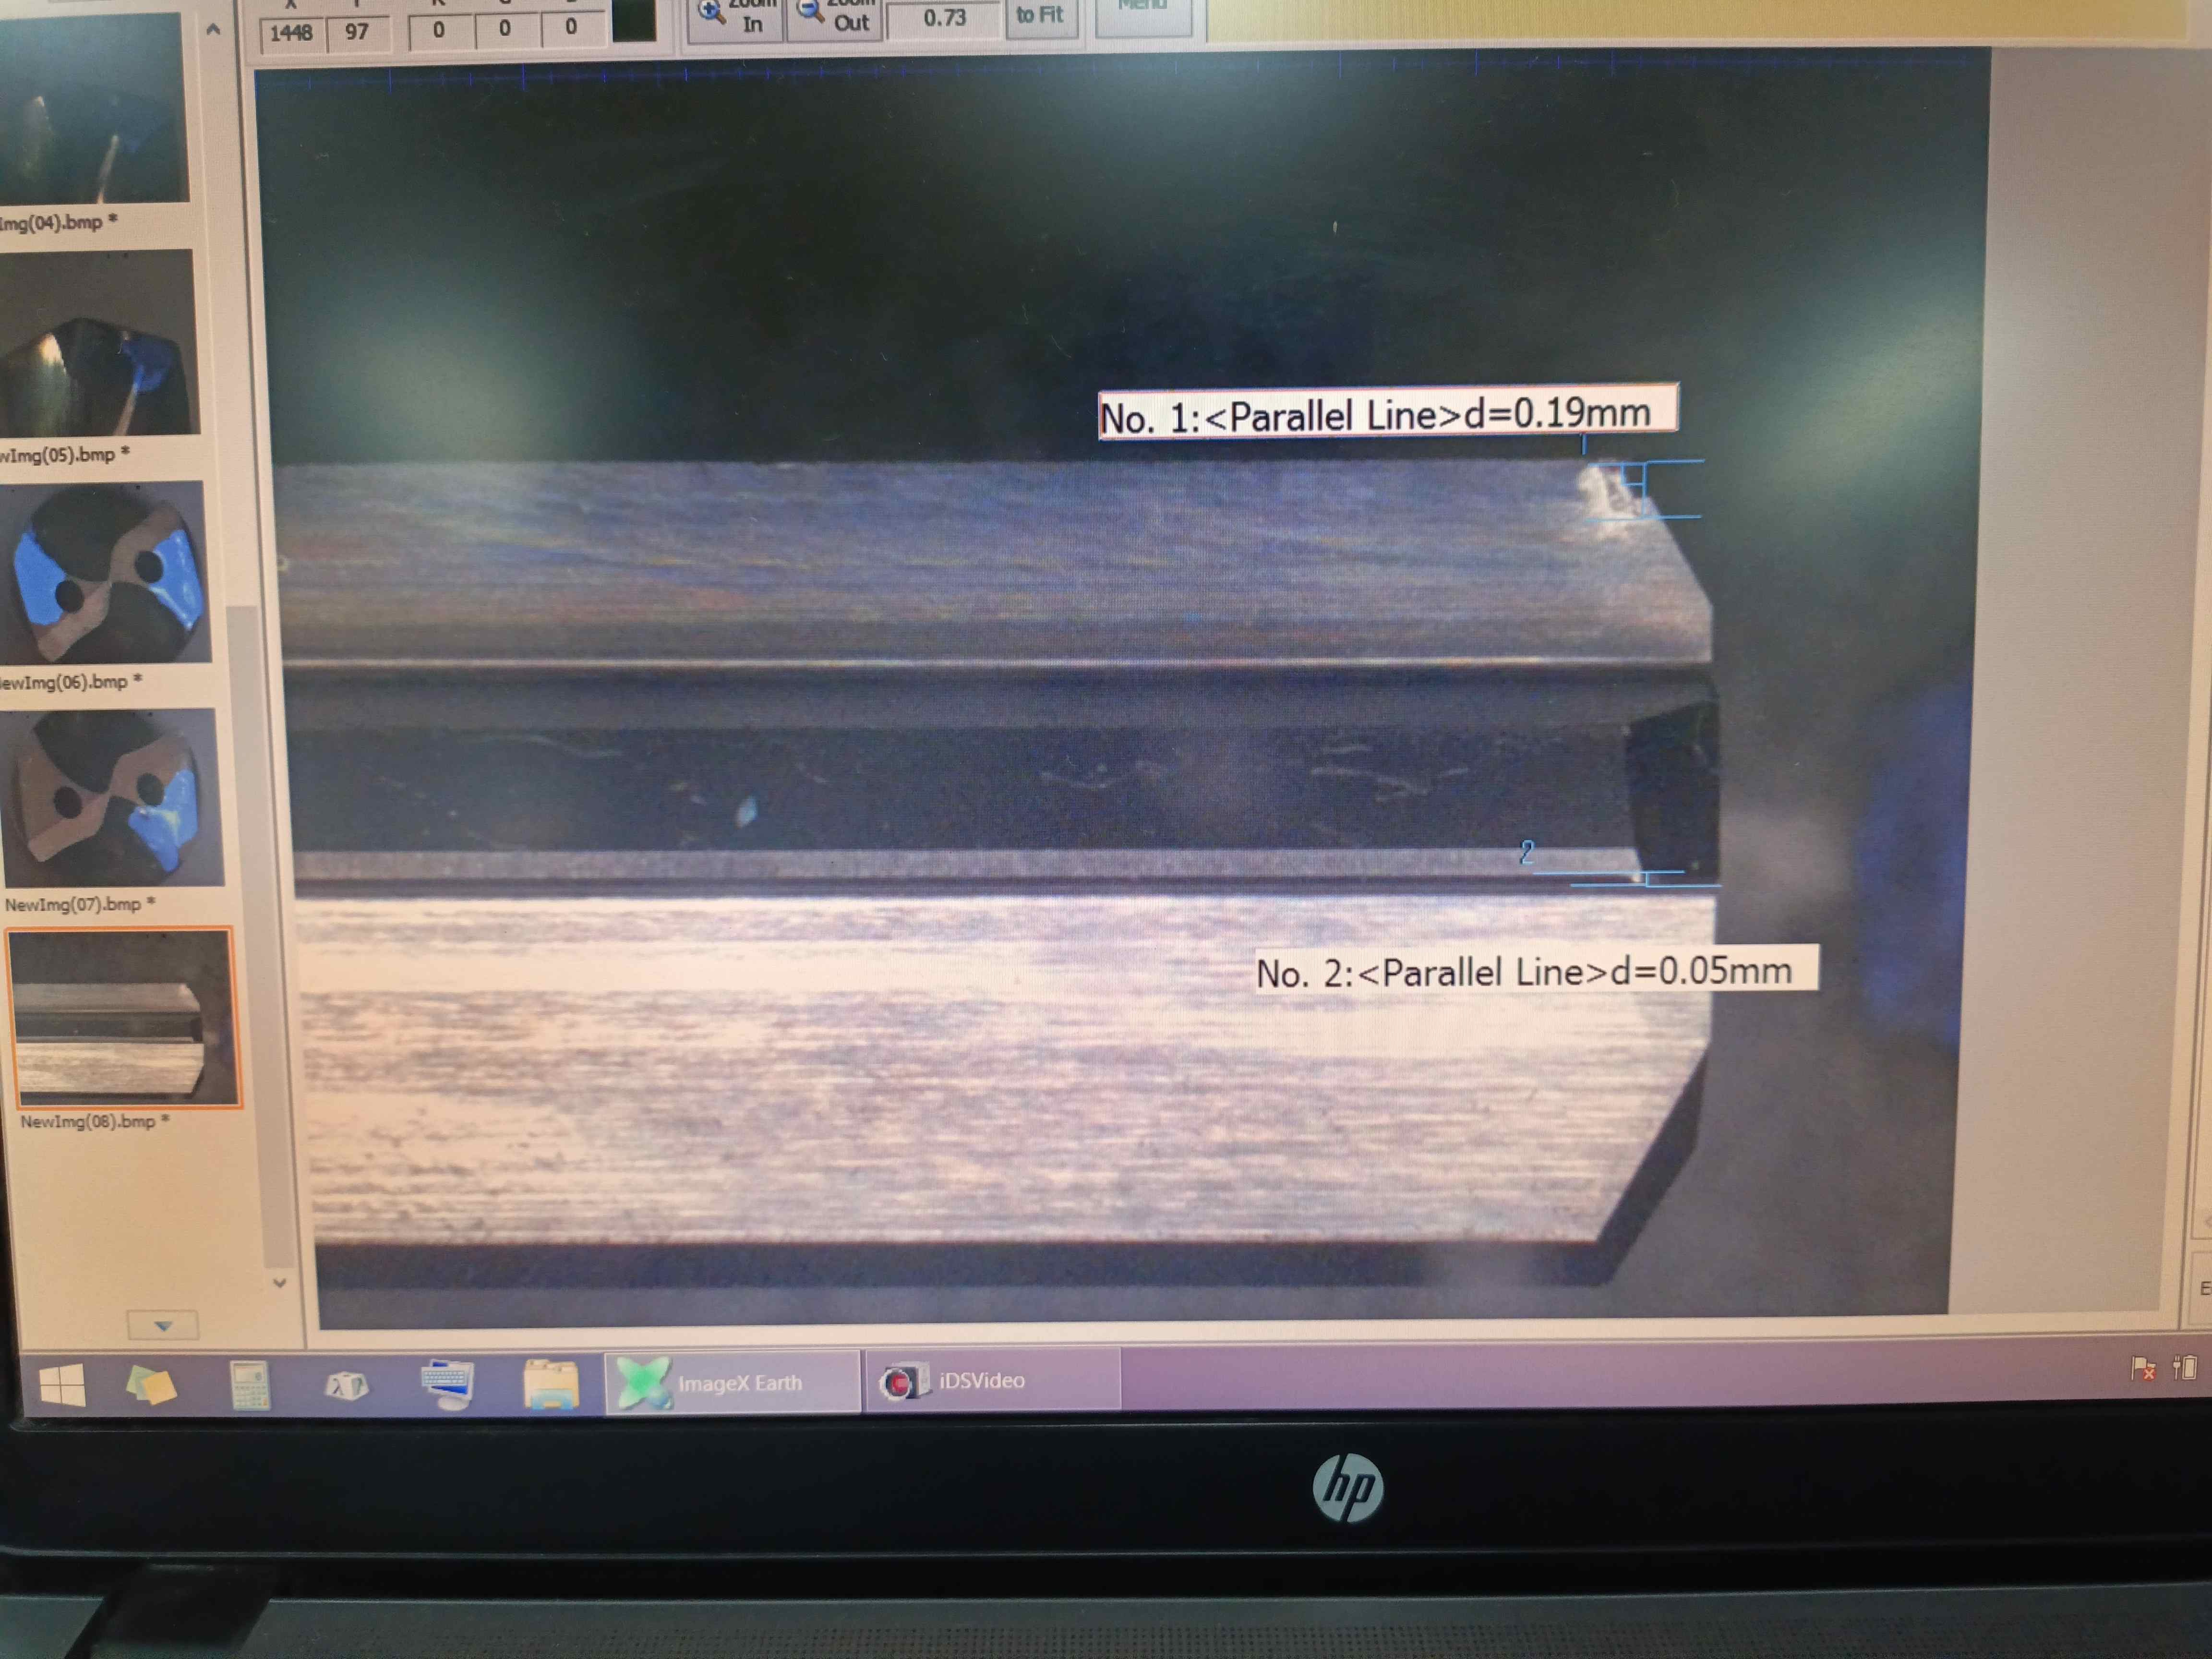 1448 97 0 0 0
In
Out
0.73
to Fit
Menu
Img(04).bmp *
wImg(05).bmp *
ewImg(06).bmp *
NewImg(07).bmp *
NewImg(08).bmp *
No. 1:<Parallel Line>d=0.19mm
2
No. 2:<Parallel Line>d=0.05mm
ImageX Earth
iDSVideo
hp